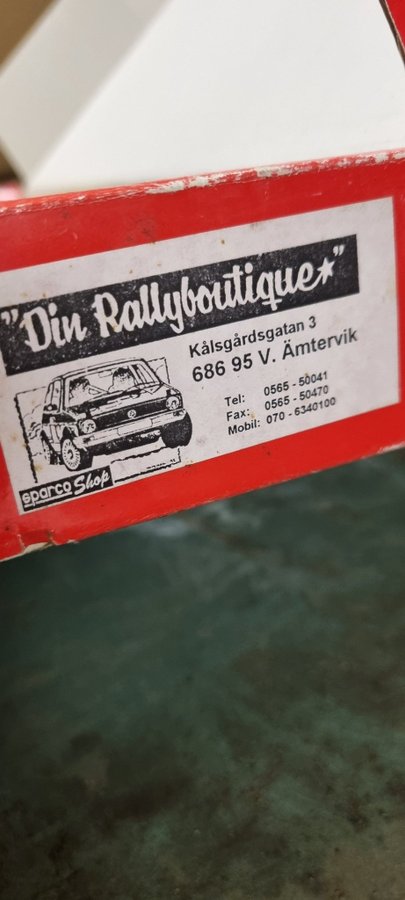 "Din Rallyboutique★"
Kålsgårdsgatan 3
686 95 V. Ämtervik
Tel: 0565 - 50041
Fax: 0565 - 50470
Mobil: 070 - 6340100
sparco Shop